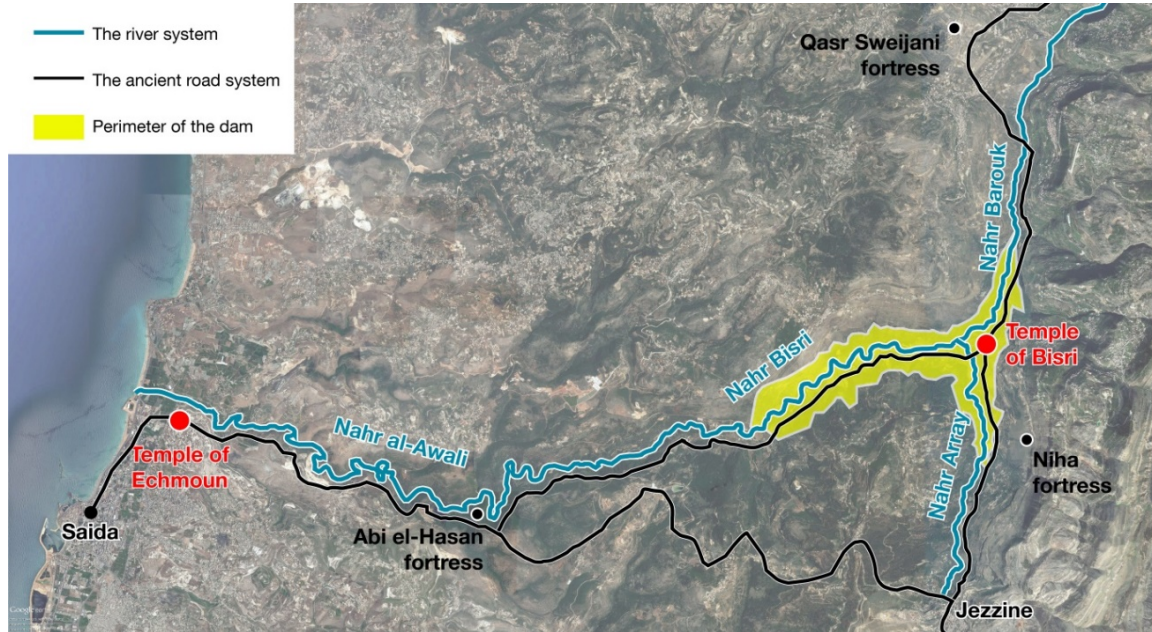 The river system
The ancient road system
Perimeter of the dam
Qasr Sweijani
fortress
Nahr Barouk
Temple
of Bisri
Nahr Bisri
Nahr Array
Niha
fortress
Nahr al-Awali
Temple of
Echmoun
Saida
Abi el-Hasan
fortress
Jezzine